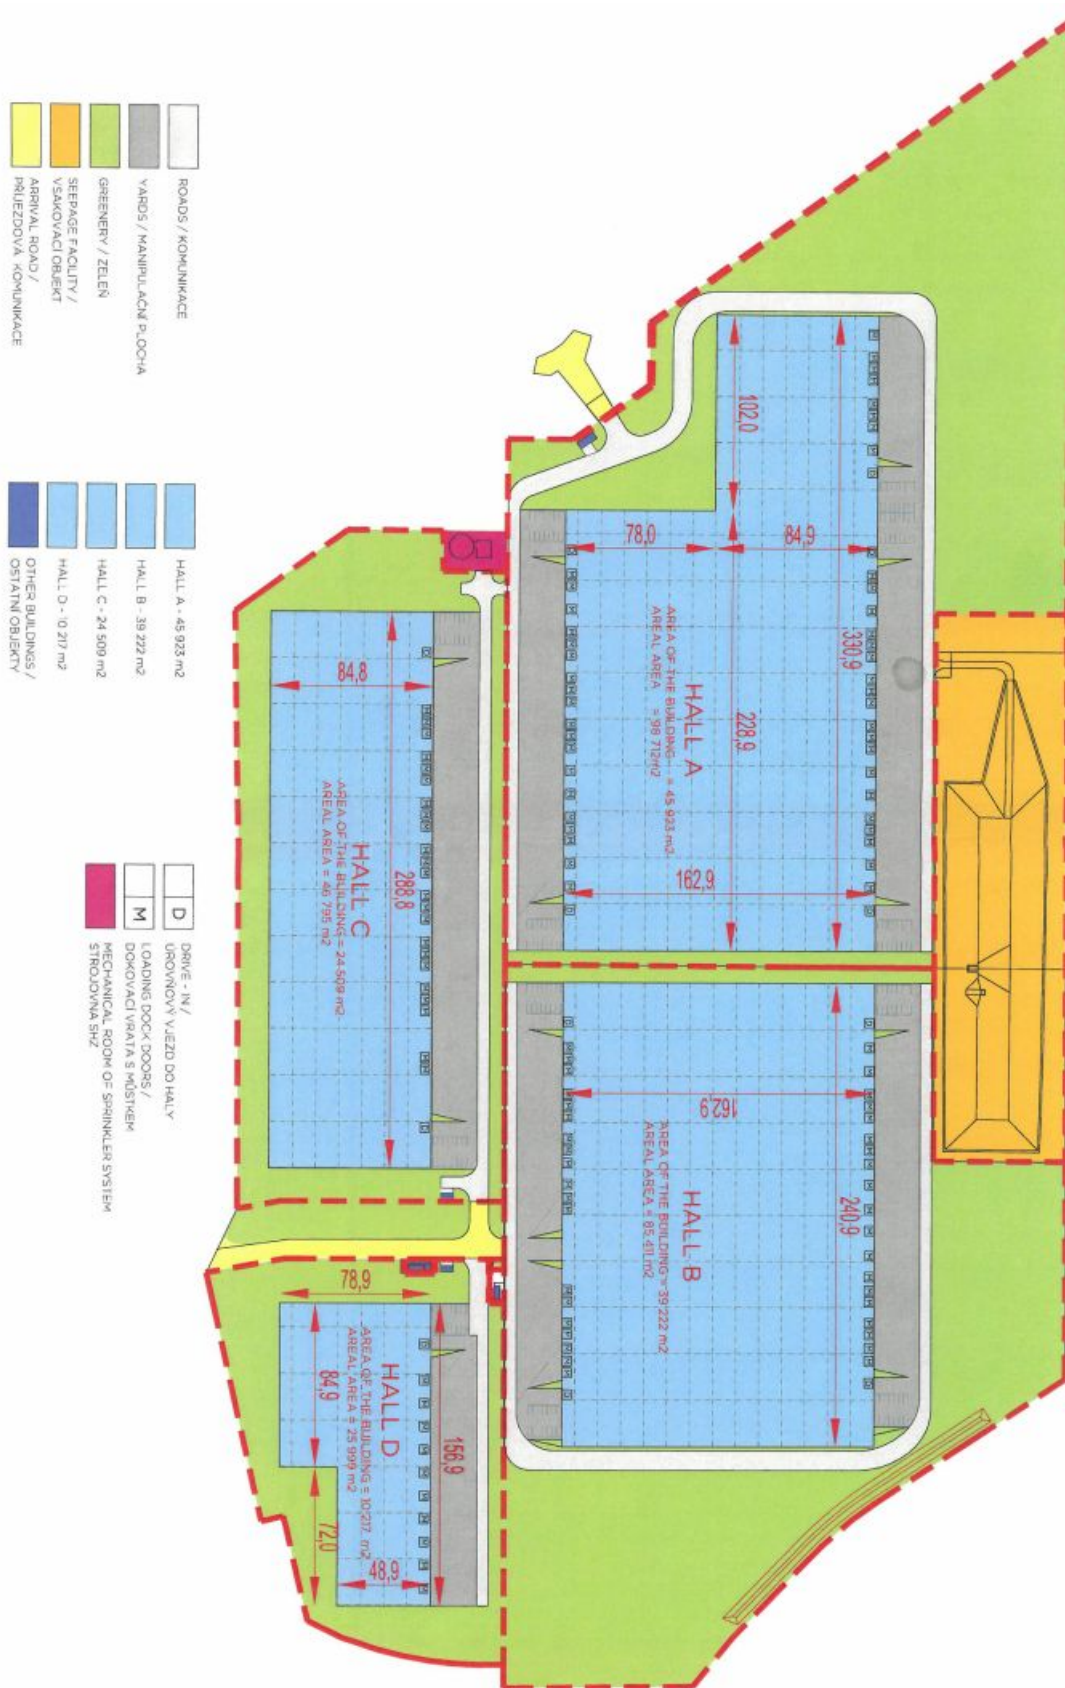 ROADS / KOMUNIKACE
YARDS / MANIPULAČNÍ PLOCHA
GREENERY / ZELEŇ
SEEPAGE FACILITY /
VSAKOVACÍ OBJEKT
ARRIVAL ROAD /
PŘÍJEZDOVÁ KOMUNIKACE
HALL A - 45 923 m2
HALL B - 39 222 m2
HALL C - 24 509 m2
HALL D - 10 217 m2
OTHER BUILDINGS /
OSTATNÍ OBJEKTY
D
DRIVE - IN /
ÚROVŇOVÝ VJEZD DO HALY
M
LOADING DOCK DOORS /
DOKOVACÍ VRATA S MŮSTKEM
MECHANICAL ROOM OF SPRINKLER SYSTEM
STROJOVNA SHZ
HALL A
AREA OF THE BUILDING = 45 923 m2
AREAL AREA = 98 712m2
330,9
102,0
228,9
84,9
78,0
162,9
HALL B
AREA OF THE BUILDING = 39 222 m2
AREAL AREA = 85 411 m2
240,9
162,9
HALL C
AREA OF THE BUILDING = 24 509 m2
AREAL AREA = 46 795 m2
288,8
84,8
HALL D
AREA OF THE BUILDING = 10 217 m2
AREAL AREA = 25 999 m2
156,9
78,9
84,9
72,0
48,9